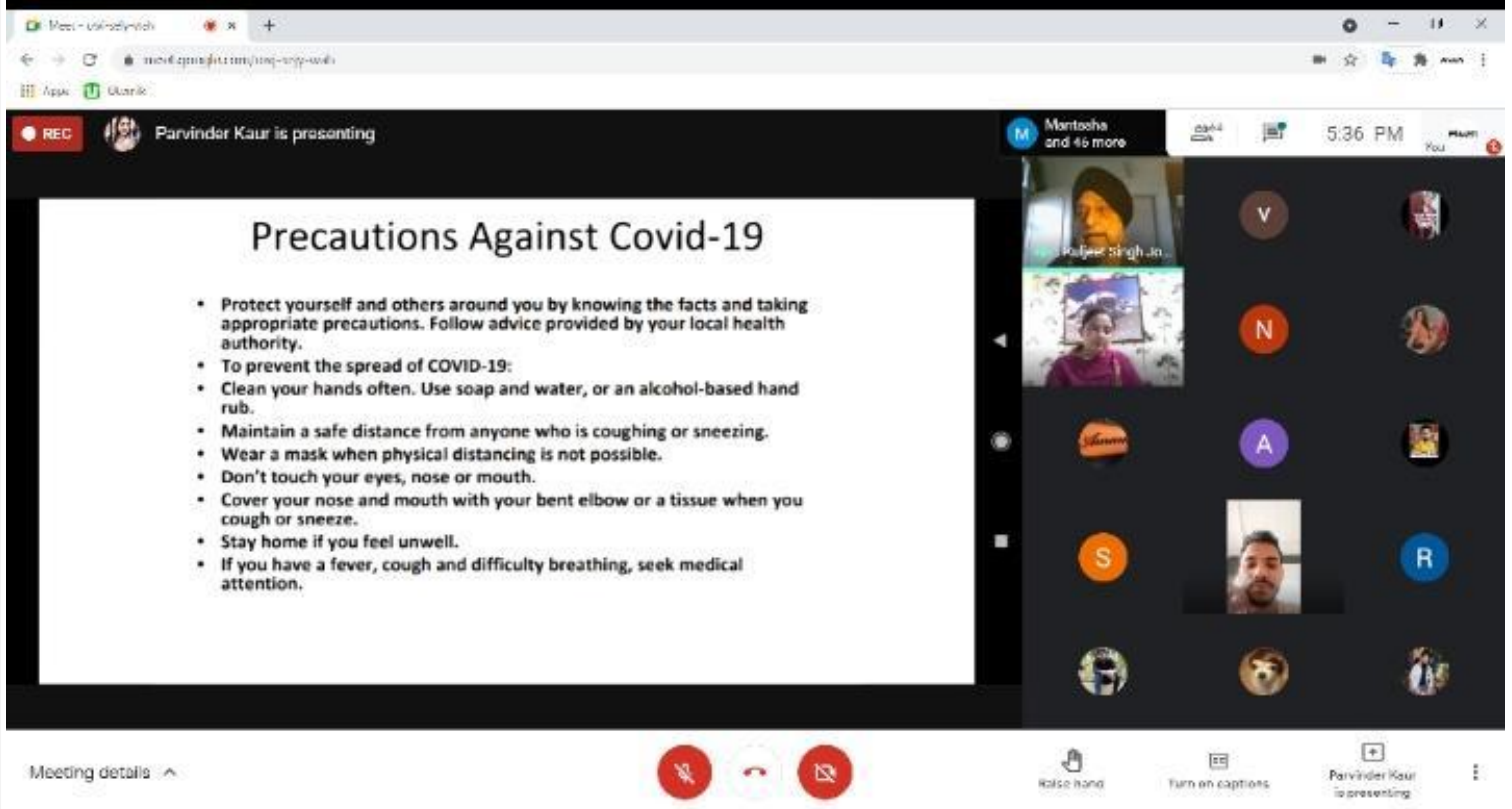 Meet -
Apps
REC
Parvinder Kaur is presenting
M
Mantasha
and 46 more
5:36 PM
You
Precautions Against Covid-19
• Protect yourself and others around you by knowing the facts and taking
appropriate precautions. Follow advice provided by your local health
authority.
• To prevent the spread of COVID-19:
• Clean your hands often. Use soap and water, or an alcohol-based hand
rub.
• Maintain a safe distance from anyone who is coughing or sneezing.
• Wear a mask when physical distancing is not possible.
• Don't touch your eyes, nose or mouth.
• Cover your nose and mouth with your bent elbow or a tissue when you
cough or sneeze.
• Stay home if you feel unwell.
• If you have a fever, cough and difficulty breathing, seek medical
attention.
Kuljeet Singh Jo...
V
N
A
S
R
Meeting details
Raise hand
Turn on captions
Parvinder Kaur
is presenting